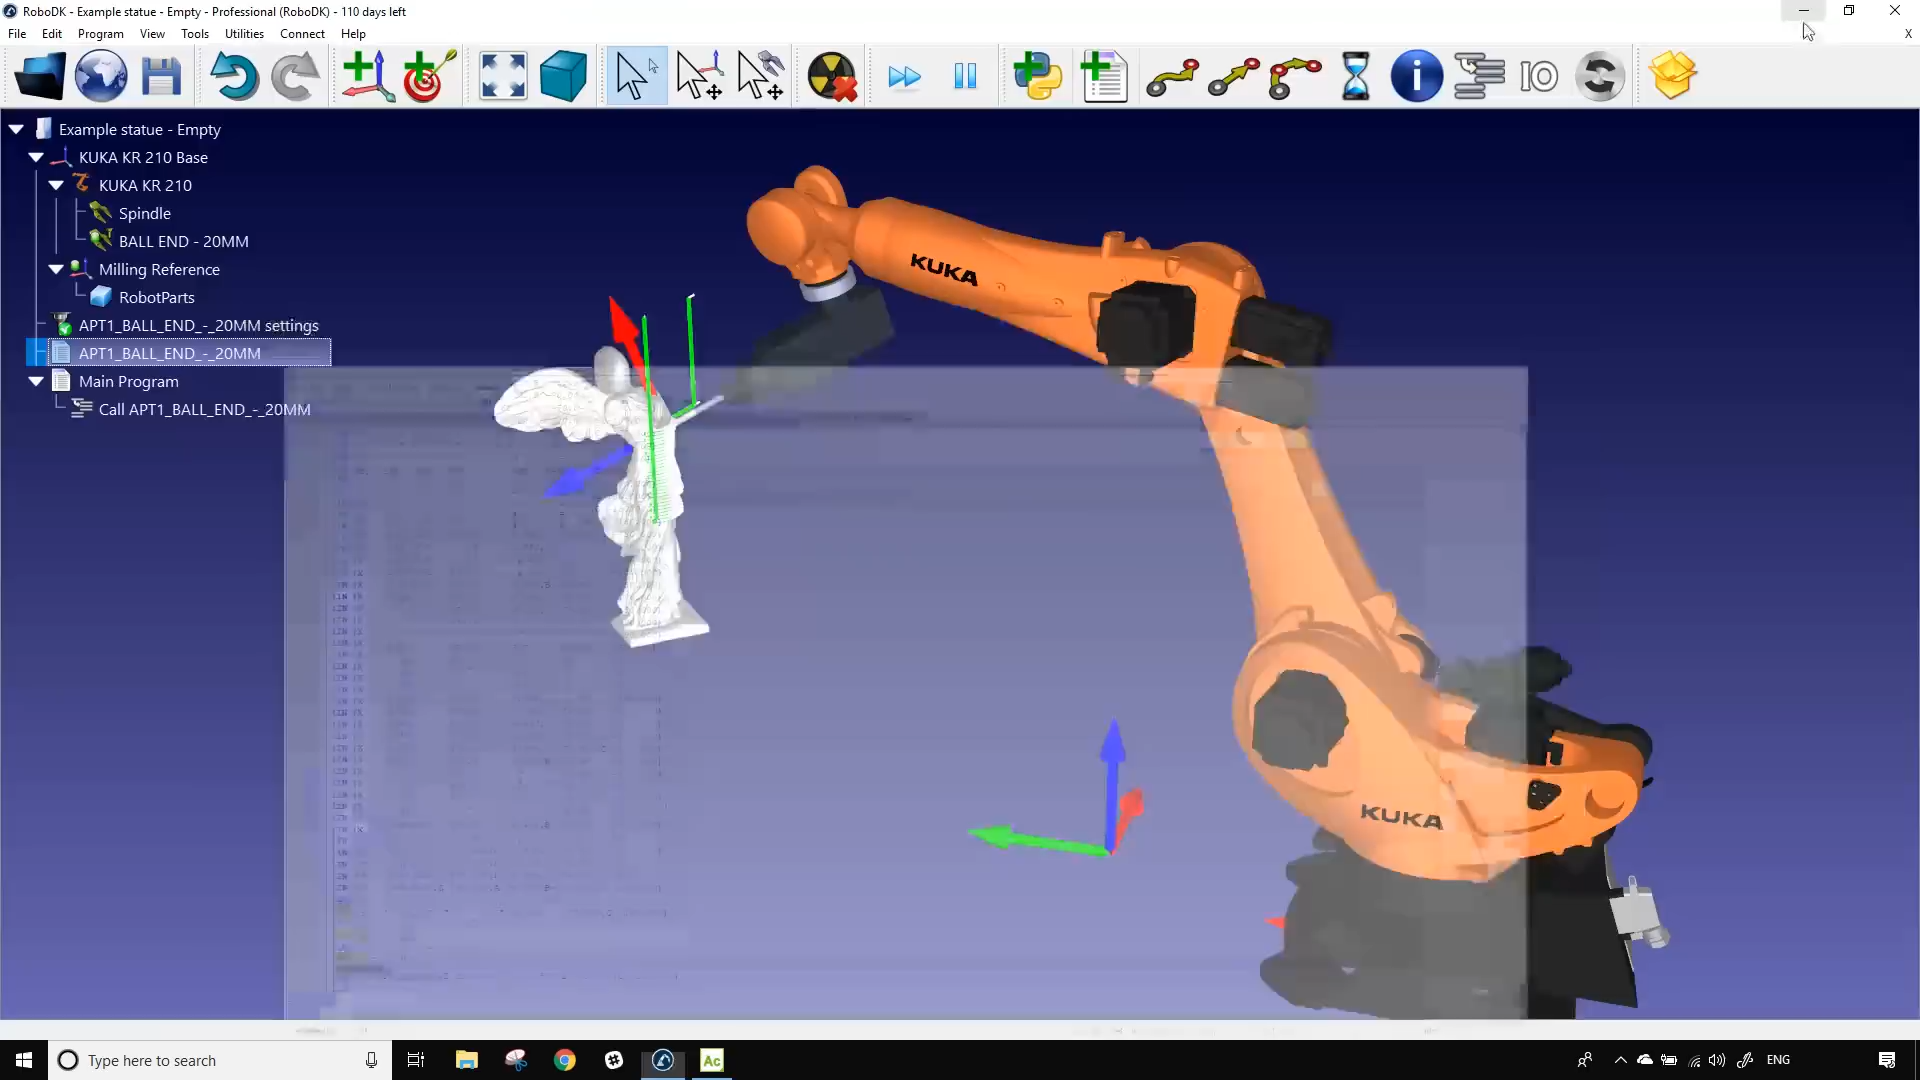 RoboDK - Example statue - Empty - Professional (RoboDK) - 110 days left
File Edit Program View Tools Utilities Connect Help
X
IO
Example statue - Empty
KUKA KR 210 Base
KUKA KR 210
Spindle
BALL END - 20MM
Milling Reference
RobotParts
APT1_BALL_END_-_20MM settings
APT1_BALL_END_-_20MM
Main Program
Call APT1_BALL_END_-_20MM
KUKA
KUKA
Type here to search
Ac
ENG